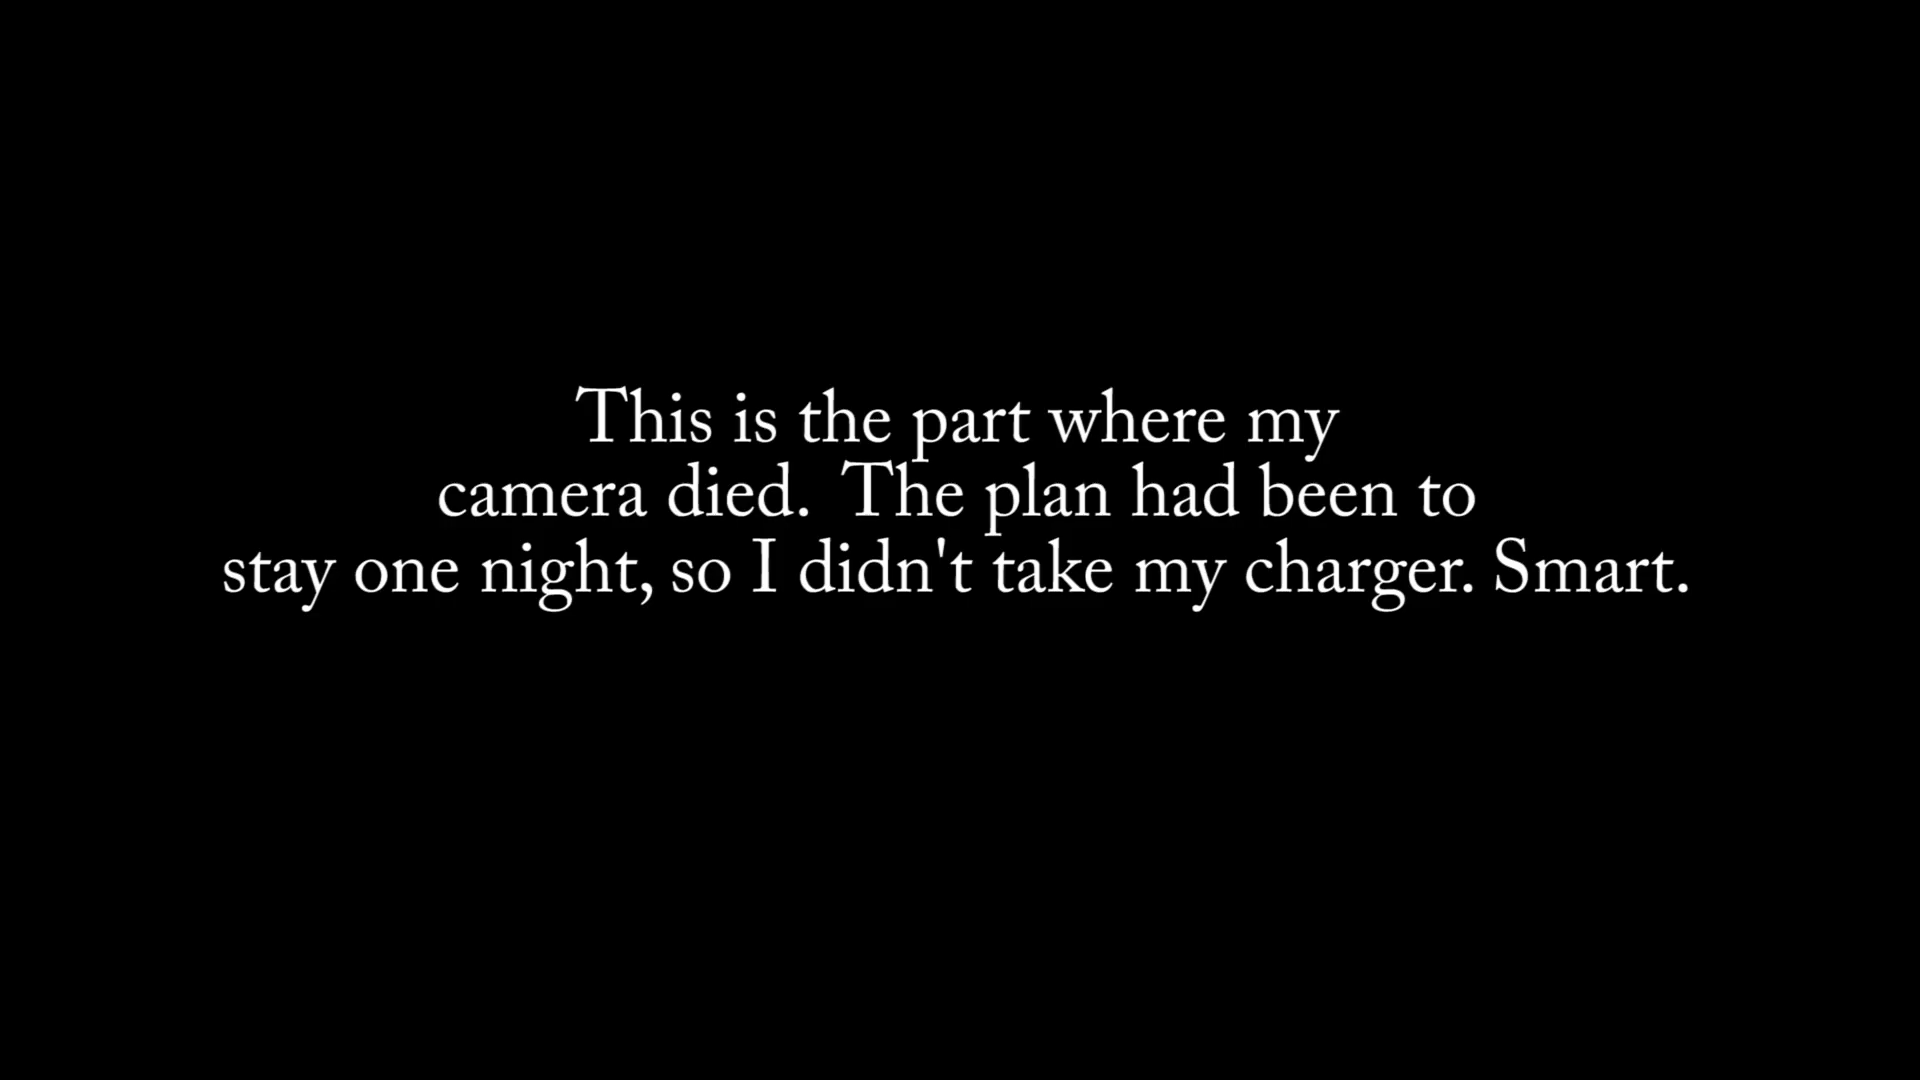 This is the part where my
camera died.  The plan had been to
stay one night, so I didn't take my charger. Smart.